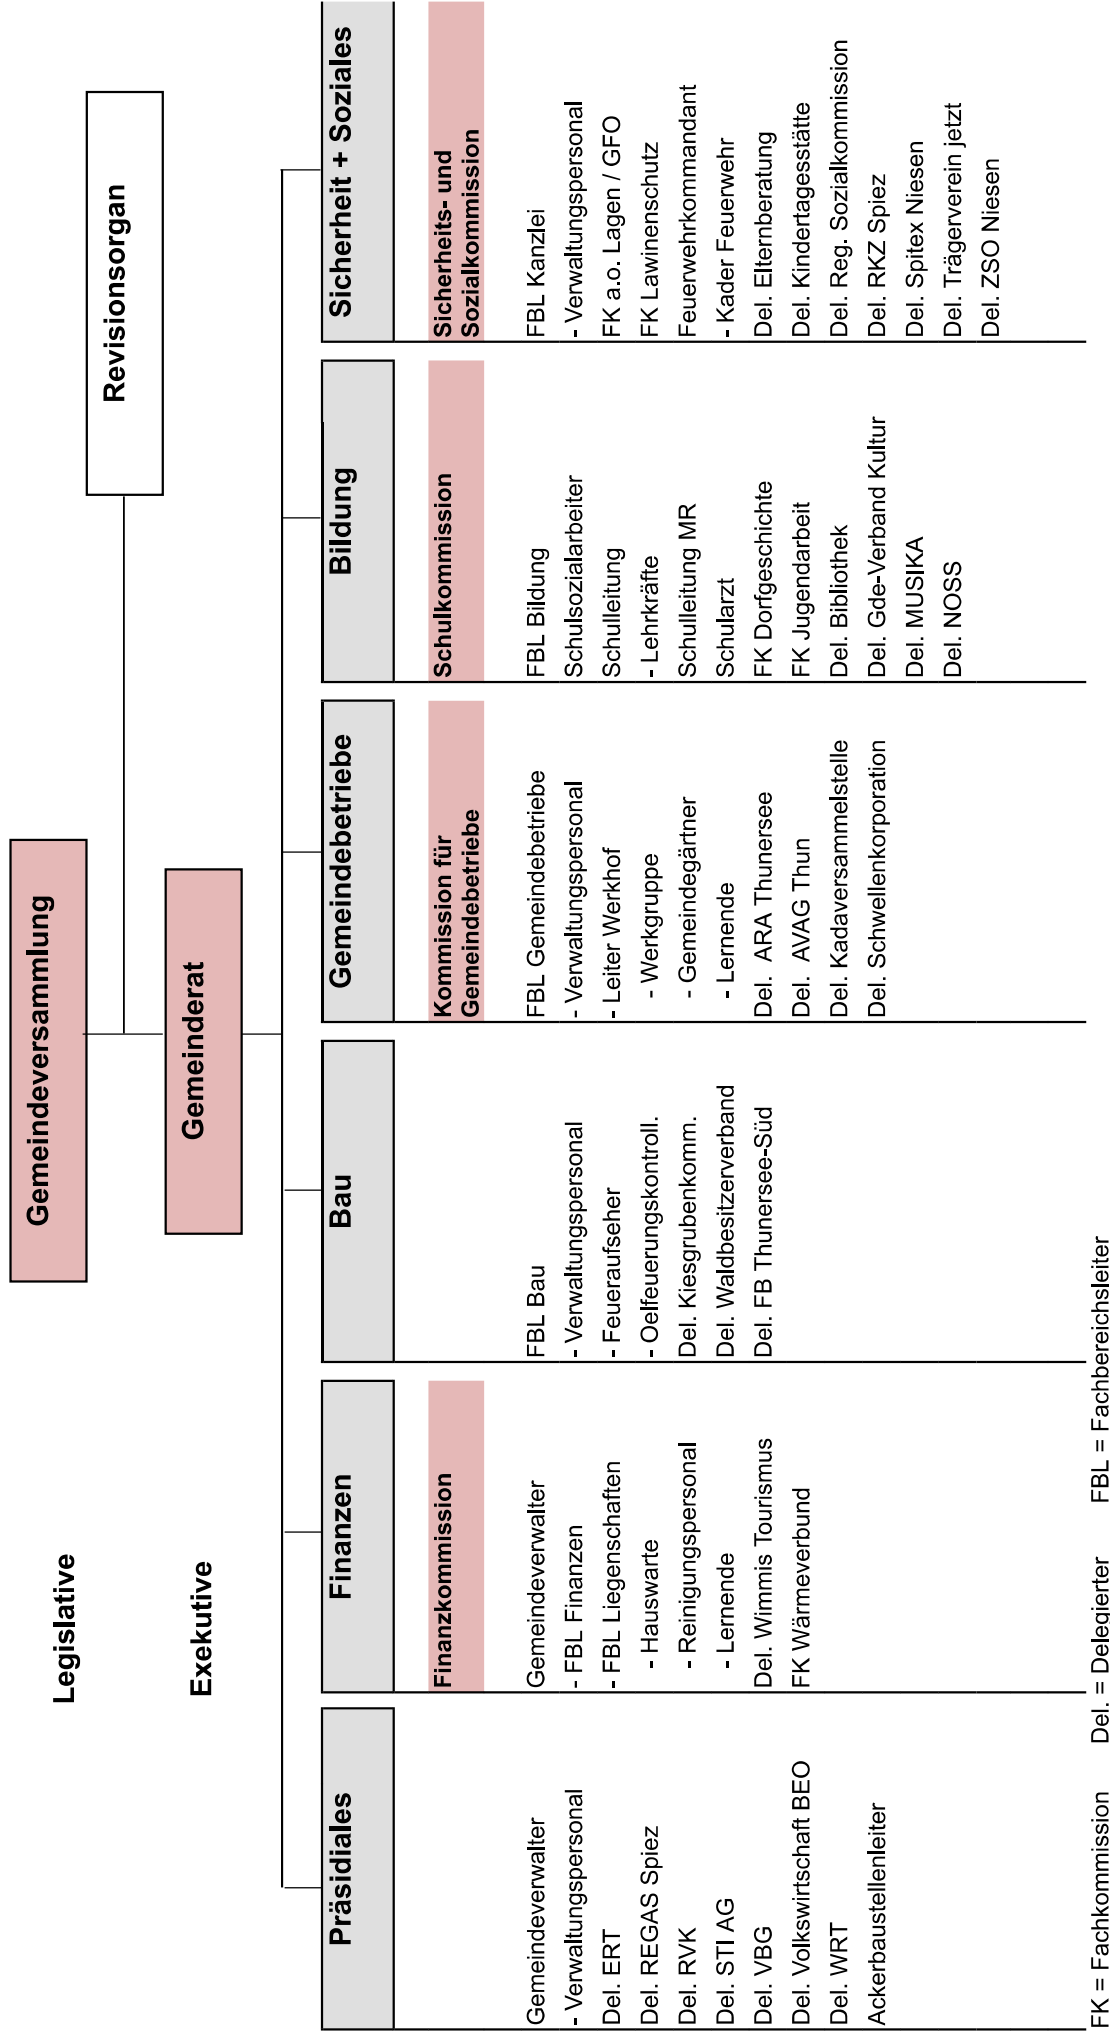 Gemeindeversammlung
Legislative
Revisionsorgan
Gemeinderat
Exekutive
Präsidiales
Gemeindeverwalter
- Verwaltungspersonal
Del. ERT
Del. REGAS Spiez
Del. RVK
Del. STI AG
Del. VBG
Del. Volkswirtschaft BEO
Del. WRT
Ackerbaustellenleiter
Finanzen
Finanzkommission
Gemeindeverwalter
- FBL Finanzen
- FBL Liegenschaften
- Hauswarte
- Reinigungspersonal
- Lernende
Del. Wimmis Tourismus
FK Wärmeverbund
Bau
FBL Bau
- Verwaltungspersonal
- Feueraufseher
- Oelfeuerungskontroll.
Del. Kiesgrubenkomm.
Del. Waldbesitzerverband
Del. FB Thunersee-Süd
Gemeindebetriebe
Kommission für
Gemeindebetriebe
FBL Gemeindebetriebe
- Verwaltungspersonal
- Leiter Werkhof
- Werkgruppe
- Gemeindegärtner
- Lernende
Del. ARA Thunersee
Del. AVAG Thun
Del. Kadaversammelstelle
Del. Schwellenkorporation
Bildung
Schulkommission
FBL Bildung
Schulsozialarbeiter
Schulleitung
- Lehrkräfte
Schulleitung MR
Schularzt
FK Dorfgeschichte
FK Jugendarbeit
Del. Bibliothek
Del. Gde-Verband Kultur
Del. MUSIKA
Del. NOSS
Sicherheit + Soziales
Sicherheits- und
Sozialkommission
FBL Kanzlei
- Verwaltungspersonal
FK a.o. Lagen / GFO
FK Lawinenschutz
Feuerwehrkommandant
- Kader Feuerwehr
Del. Elternberatung
Del. Kindertagesstätte
Del. Reg. Sozialkommission
Del. RKZ Spiez
Del. Spitex Niesen
Del. Trägerverein jetzt
Del. ZSO Niesen
FK = Fachkommission Del. = Delegierter FBL = Fachbereichsleiter